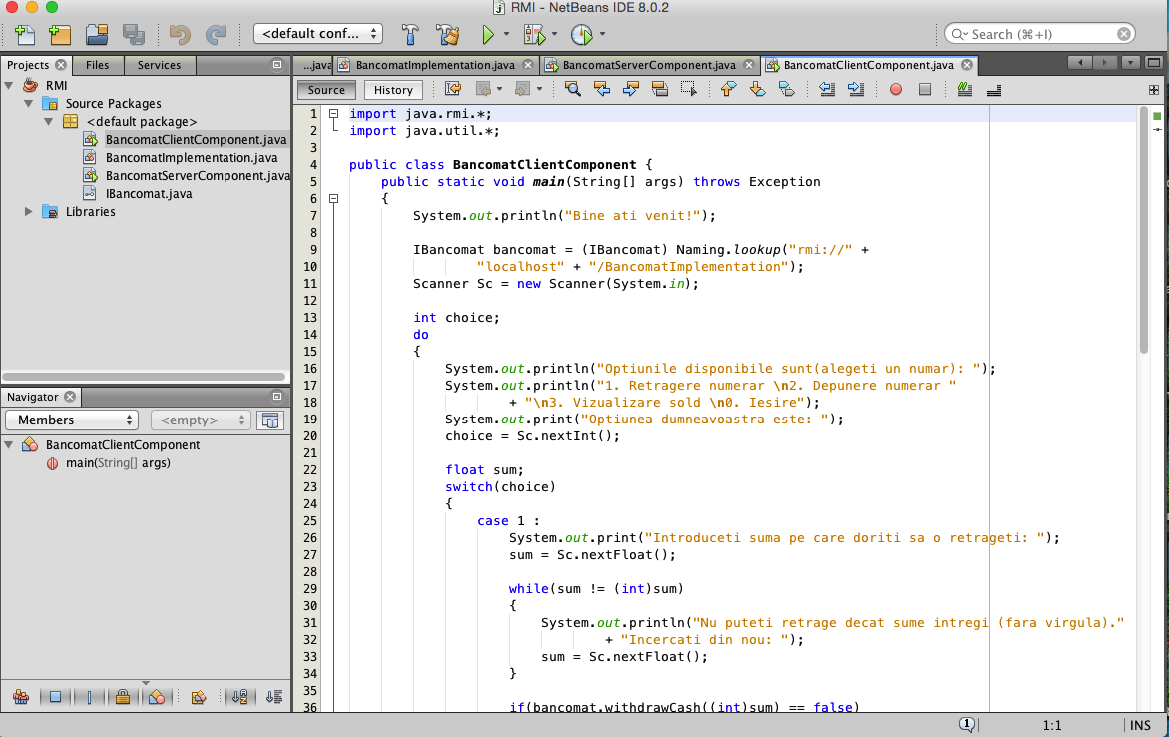 RMI - NetBeans IDE 8.0.2
<default conf...
Search (⌘+I)
Projects
Files
Services
RMI
Source Packages
<default package>
BancomatClientComponent.java
BancomatImplementation.java
BancomatServerComponent.java
IBancomat.java
Libraries
Navigator
Members
<empty>
BancomatClientComponent
main(String[] args)
...java
BancomatImplementation.java
BancomatServerComponent.java
BancomatClientComponent.java
Source
History
1 import java.rmi.*;
2 import java.util.*;
3
4 public class BancomatClientComponent {
5     public static void main(String[] args) throws Exception
6     {
7         System.out.println("Bine ati venit!");
8
9         IBancomat bancomat = (IBancomat) Naming.lookup("rmi://" +
10                 "localhost" + "/BancomatImplementation");
11         Scanner Sc = new Scanner(System.in);
12
13         int choice;
14         do
15         {
16             System.out.println("Optiunile disponibile sunt(alegeti un numar): ");
17             System.out.println("1. Retragere numerar \n2. Depunere numerar "
18                     + "\n3. Vizualizare sold \n0. Iesire");
19             System.out.print("Optiunea dumneavoastra este: ");
20             choice = Sc.nextInt();
21
22             float sum;
23             switch(choice)
24             {
25                 case 1 :
26                     System.out.print("Introduceti suma pe care doriti sa o retrageti: ");
27                     sum = Sc.nextFloat();
28
29                     while(sum != (int)sum)
30                     {
31                         System.out.println("Nu puteti retrage decat sume intregi (fara virgula)."
32                                 + "Incercati din nou: ");
33                         sum = Sc.nextFloat();
34                     }
35
36                     if(bancomat.withdrawCash((int)sum) == false)
1
1:1
INS